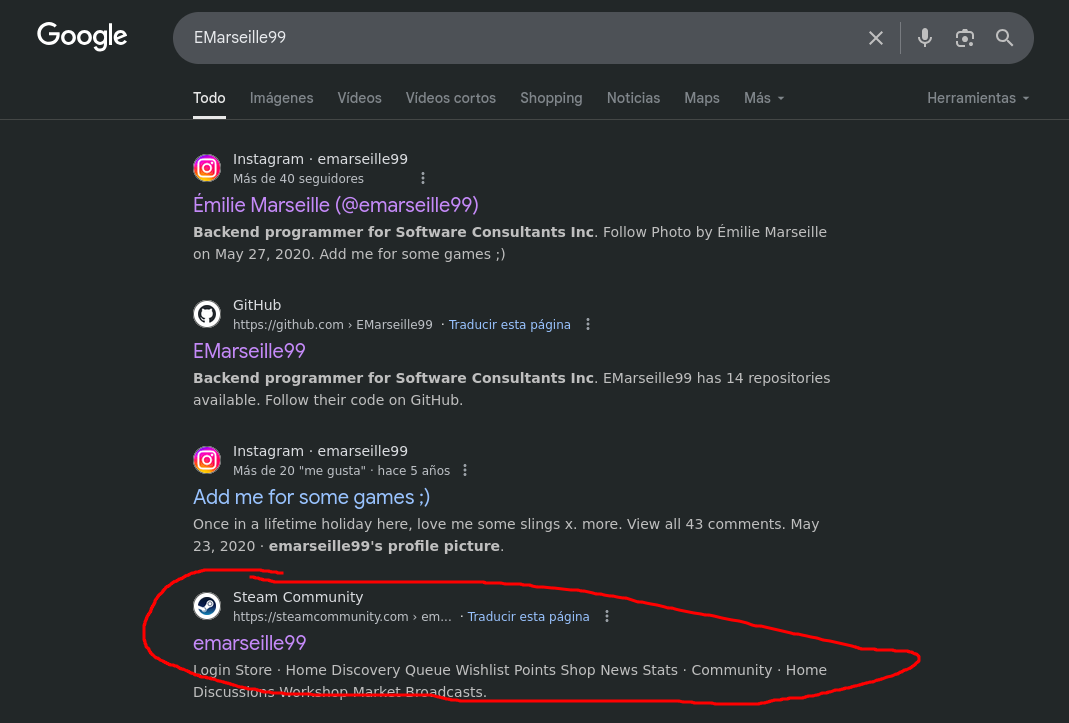 Google
EMarseille99
Todo Imágenes Vídeos Vídeos cortos Shopping Noticias Maps Más Herramientas
Instagram · emarseille99
Más de 40 seguidores
Émilie Marseille (@emarseille99)
Backend programmer for Software Consultants Inc. Follow Photo by Émilie Marseille
on May 27, 2020. Add me for some games ;)
GitHub
https://github.com › EMarseille99 · Traducir esta página
EMarseille99
Backend programmer for Software Consultants Inc. EMarseille99 has 14 repositories
available. Follow their code on GitHub.
Instagram · emarseille99
Más de 20 "me gusta" · hace 5 años
Add me for some games ;)
Once in a lifetime holiday here, love me some slings x. more. View all 43 comments. May
23, 2020 · emarseille99's profile picture.
Steam Community
https://steamcommunity.com › em... · Traducir esta página
emarseille99
Login Store · Home Discovery Queue Wishlist Points Shop News Stats · Community · Home
Discussions Workshop Market Broadcasts.